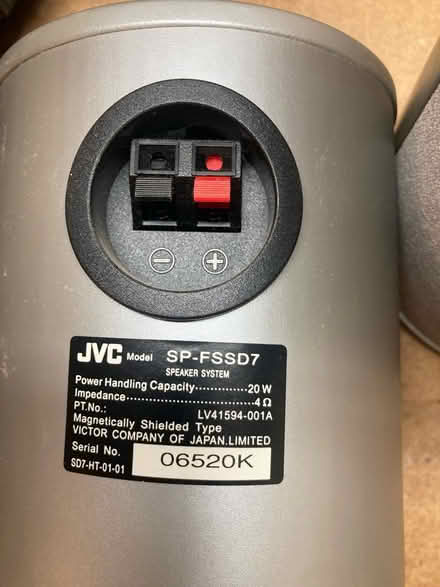 ⊖ ⊕
JVC Model SP-FSSD7
SPEAKER SYSTEM
Power Handling Capacity............20 W
Impedance....................................4 Ω
PT.No.: LV41594-001A
Magnetically Shielded Type
VICTOR COMPANY OF JAPAN.LIMITED
Serial No. 06520K
SD7-HT-01-01